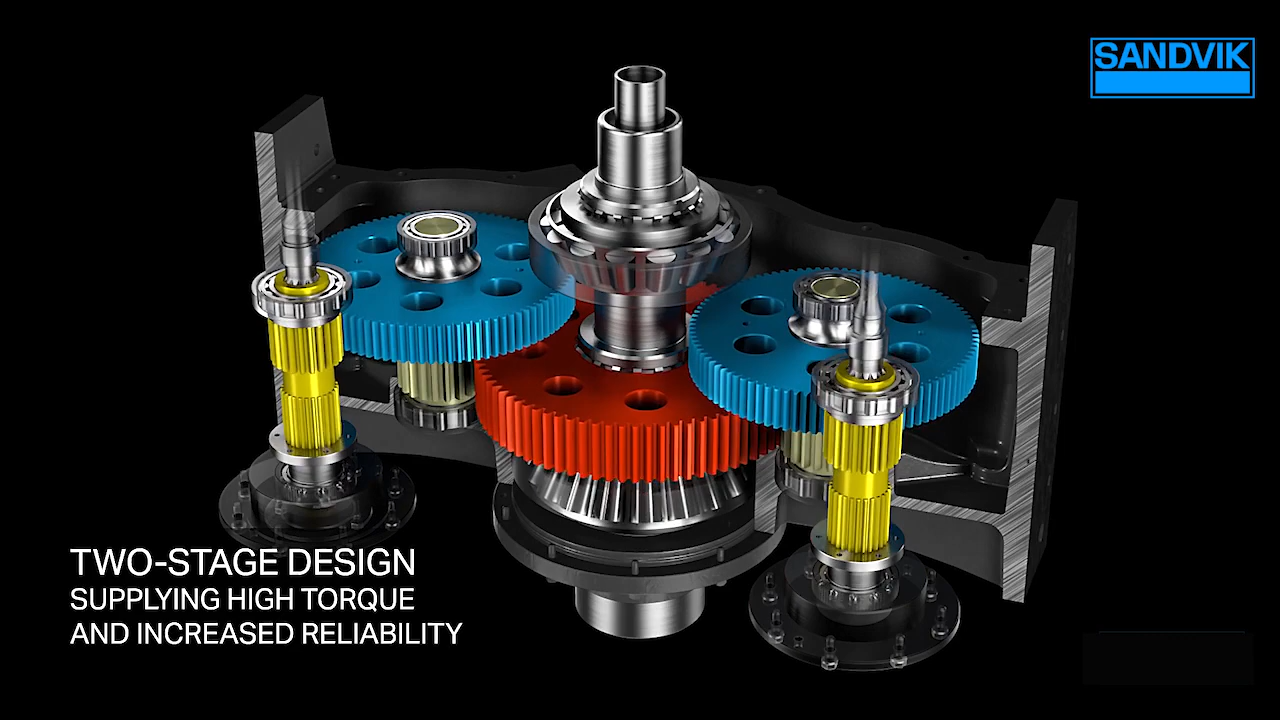 SANDVIK
TWO-STAGE DESIGN
SUPPLYING HIGH TORQUE
AND INCREASED RELIABILITY